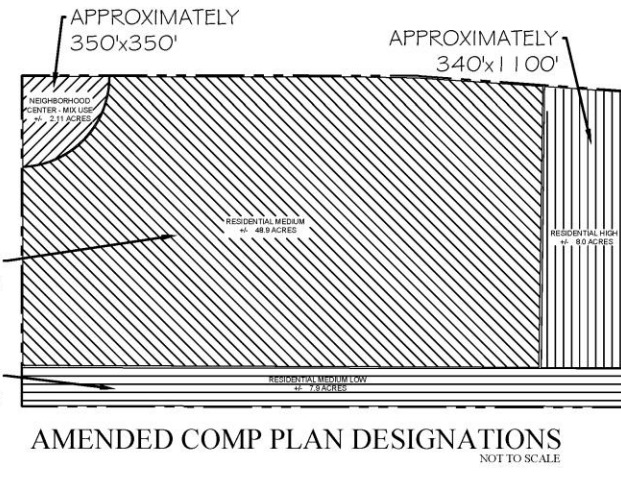 APPROXIMATELY
350'x350'
APPROXIMATELY
340'x1100'
NEIGHBORHOOD
CENTER - MIX USE
+/- 2.11 ACRES
RESIDENTIAL MEDIUM
+/- 48.9 ACRES
RESIDENTIAL HIGH
+/- 8.0 ACRES
RESIDENTIAL MEDIUM LOW
+/- 7.9 ACRES
AMENDED COMP PLAN DESIGNATIONS
NOT TO SCALE